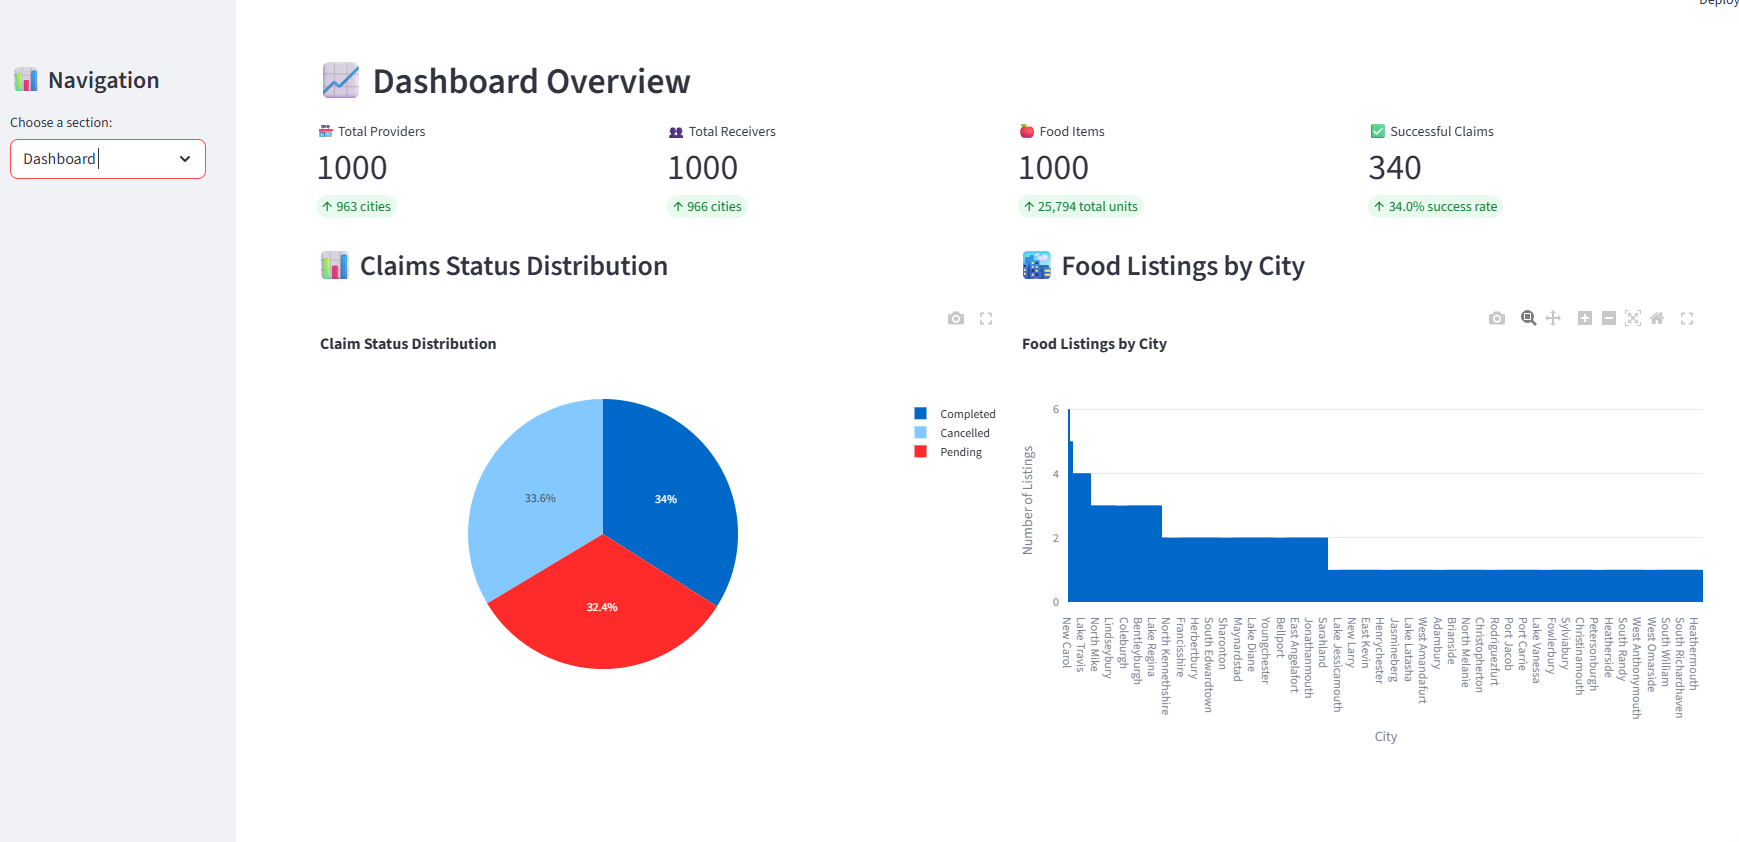 Deploy
Navigation
Choose a section:
Dashboard
Dashboard Overview
Total Providers
1000
↑ 963 cities
Total Receivers
1000
↑ 966 cities
Food Items
1000
↑ 25,794 total units
Successful Claims
340
↑ 34.0% success rate
Claims Status Distribution
Claim Status Distribution
33.6%
34%
32.4%
Completed
Cancelled
Pending
Food Listings by City
Food Listings by City
Number of Listings
6
4
2
0
New Carol
Lake Travis
North Mike
Lindseybury
Coleburgh
Bentleyburgh
Lake Regina
North Kennethshire
Francisshire
Herbertbury
South Edwardtown
Sharonton
Maynardstad
Lake Diane
Youngchester
Bellport
East Angelafort
Jonathanmouth
Sarahland
Lake Jessicamouth
New Larry
East Kevin
Henrychester
Jasmineberg
Lake Latasha
West Amandafurt
Adambury
Brianside
North Melanie
Christopherton
Rodriguezfurt
Port Jacob
Port Carrie
Lake Vanessa
Fowlerbury
Sylviabury
Christinamouth
Petersonburgh
Heatherside
South Randy
West Anthonymouth
West Omarside
South William
South Richardhaven
Heathermouth
City